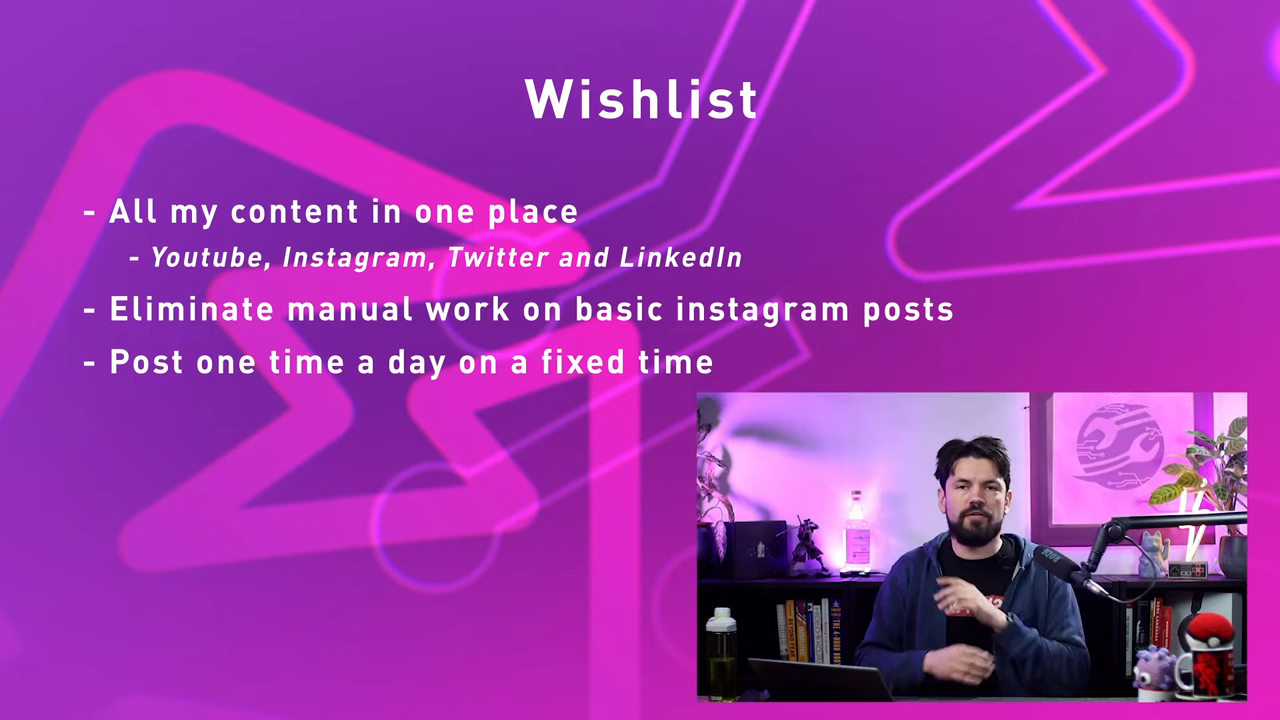 Wishlist
- All my content in one place
- Youtube, Instagram, Twitter and LinkedIn
- Eliminate manual work on basic instagram posts
- Post one time a day on a fixed time
RØDE